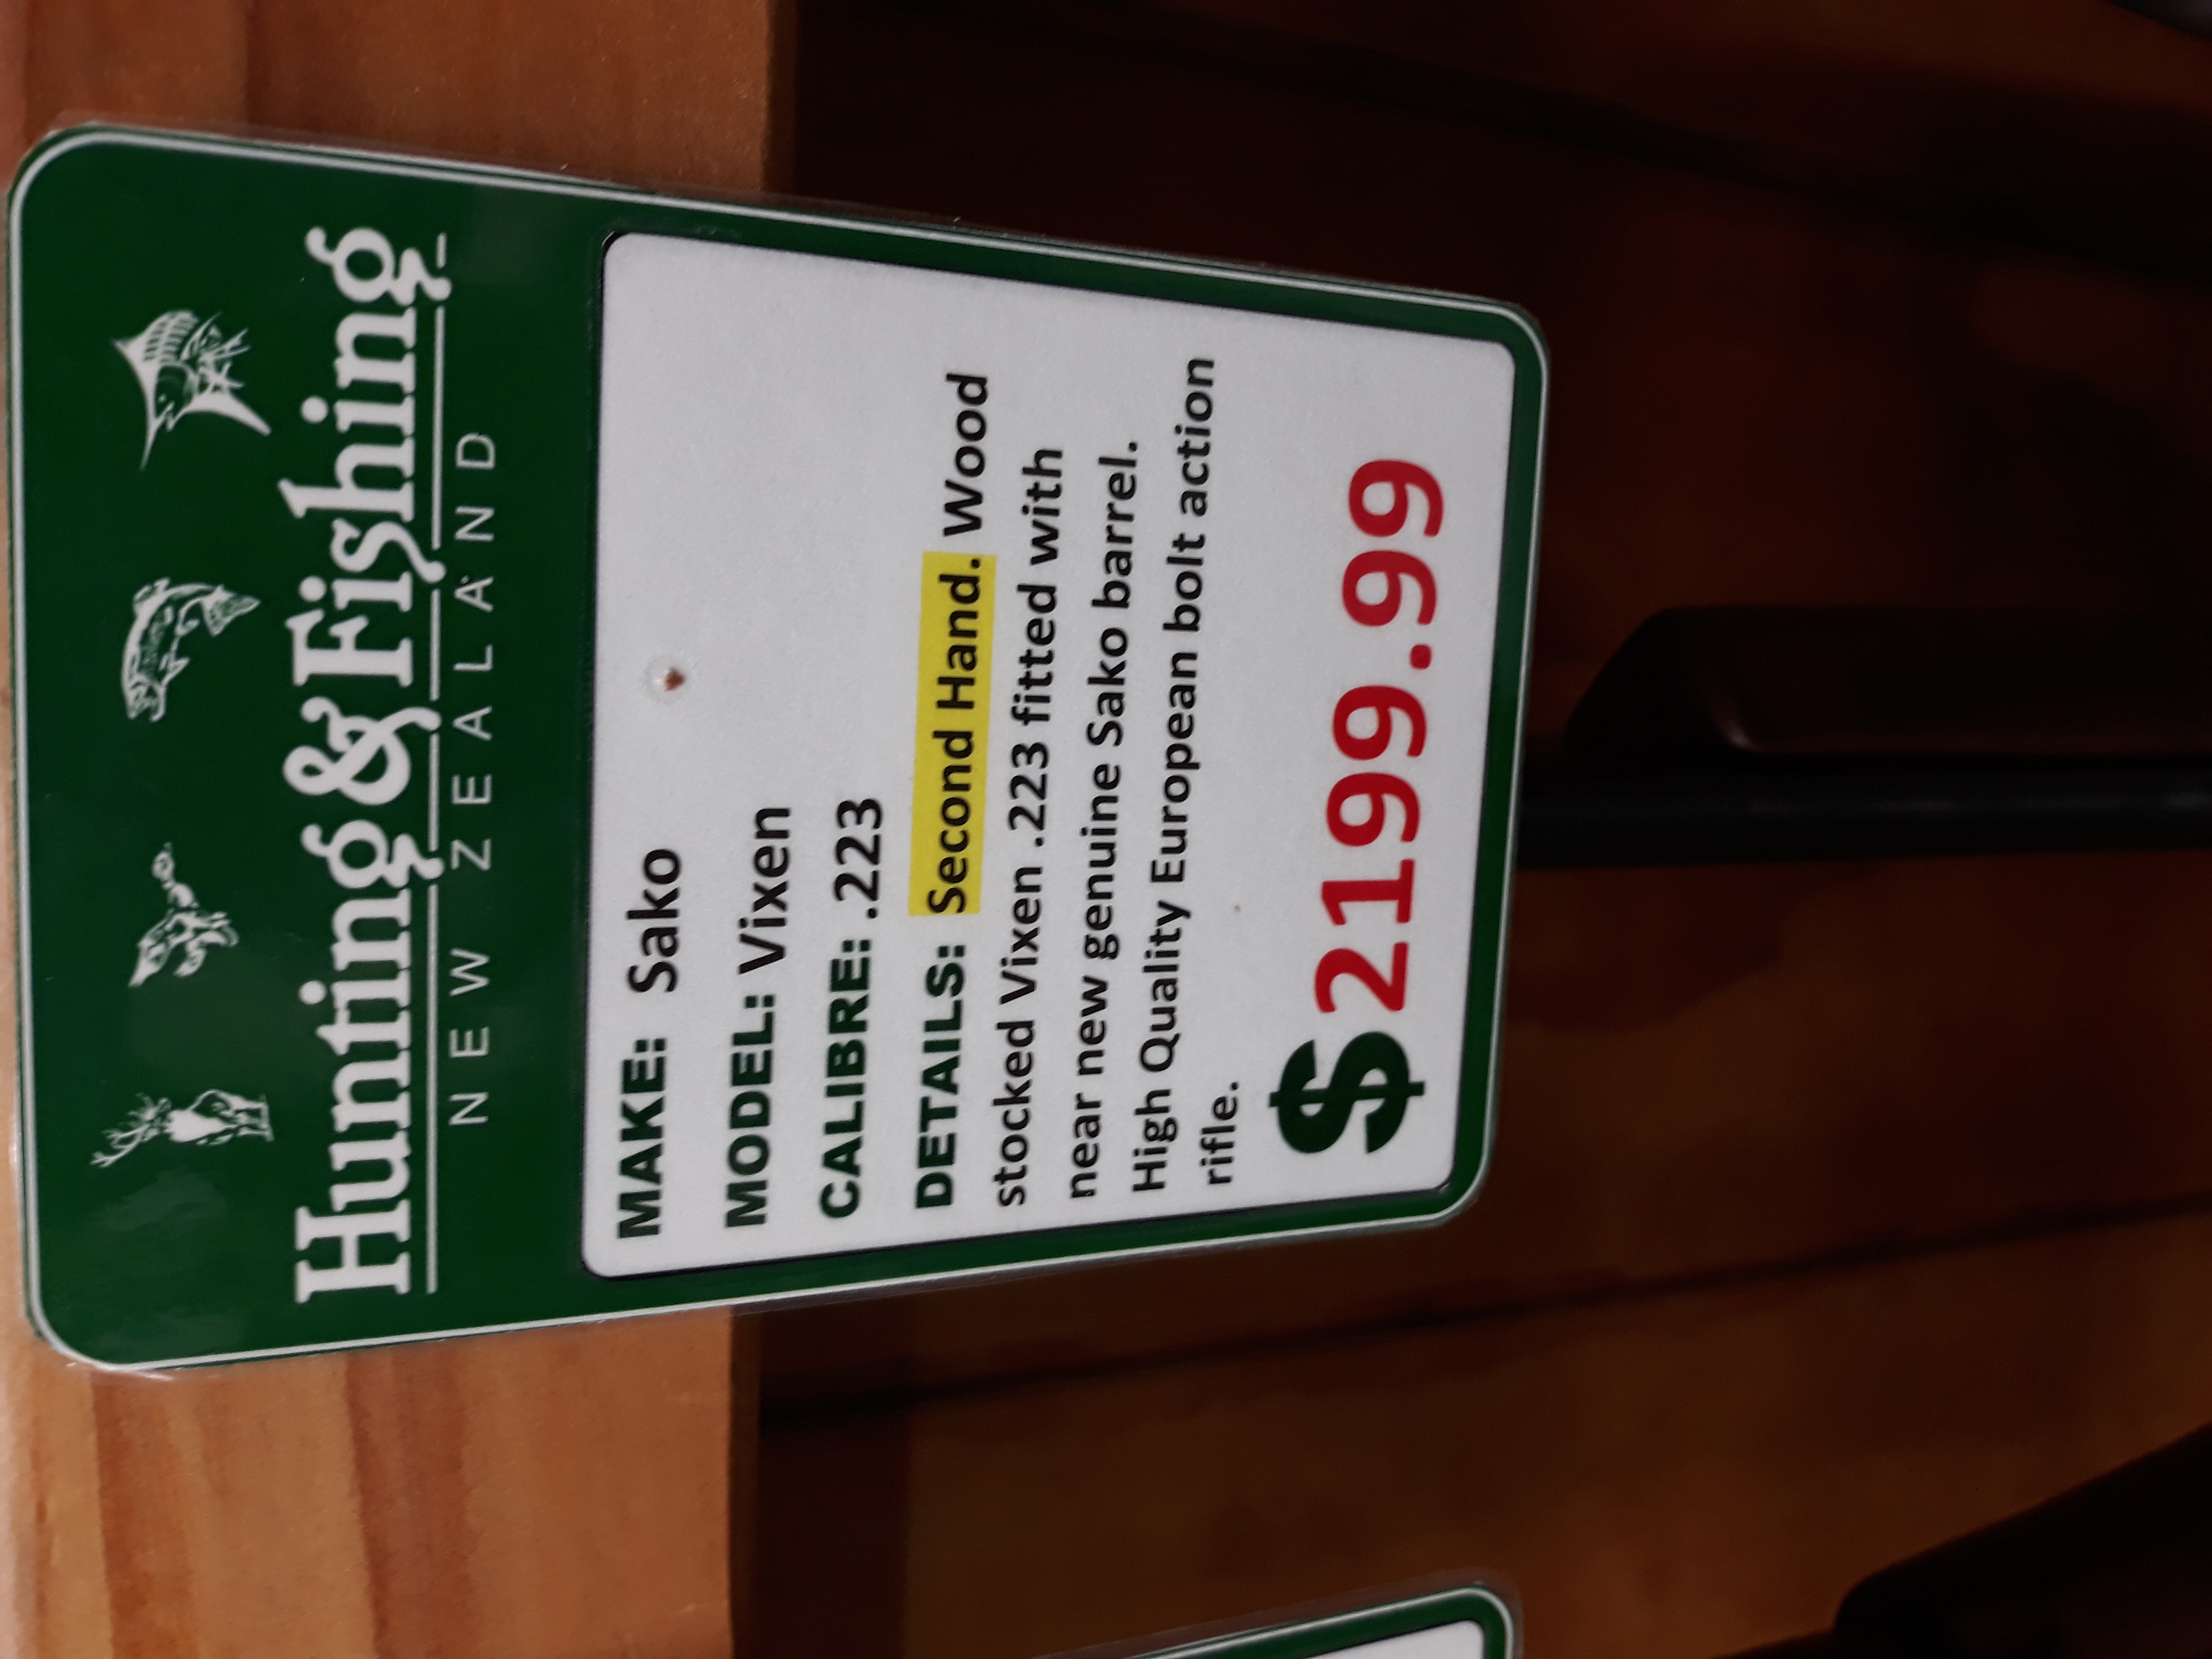 Hunting & Fishing
NEW ZEALAND
MAKE: Sako
MODEL: Vixen
CALIBRE: .223
DETAILS: Second Hand. Wood
stocked Vixen .223 fitted with
near new genuine Sako barrel.
High Quality European bolt action
rifle.
$2199.99